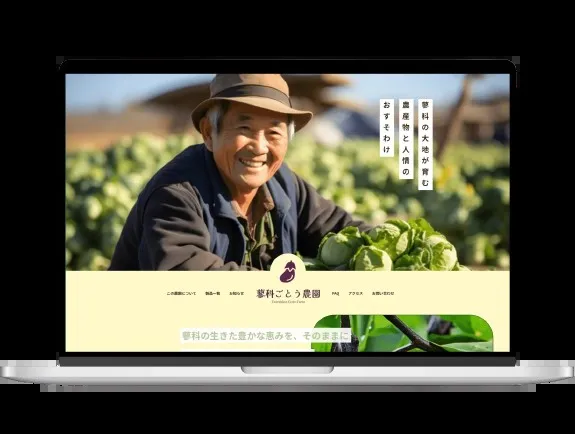 蓼科の大地が育む
農産物と人情の
おすそわけ
この農園について 製品一覧 お知らせ 蓼科ごとう農園 FAQ アクセス お問い合わせ
蓼科の生きた豊かな恵みを、そのままに